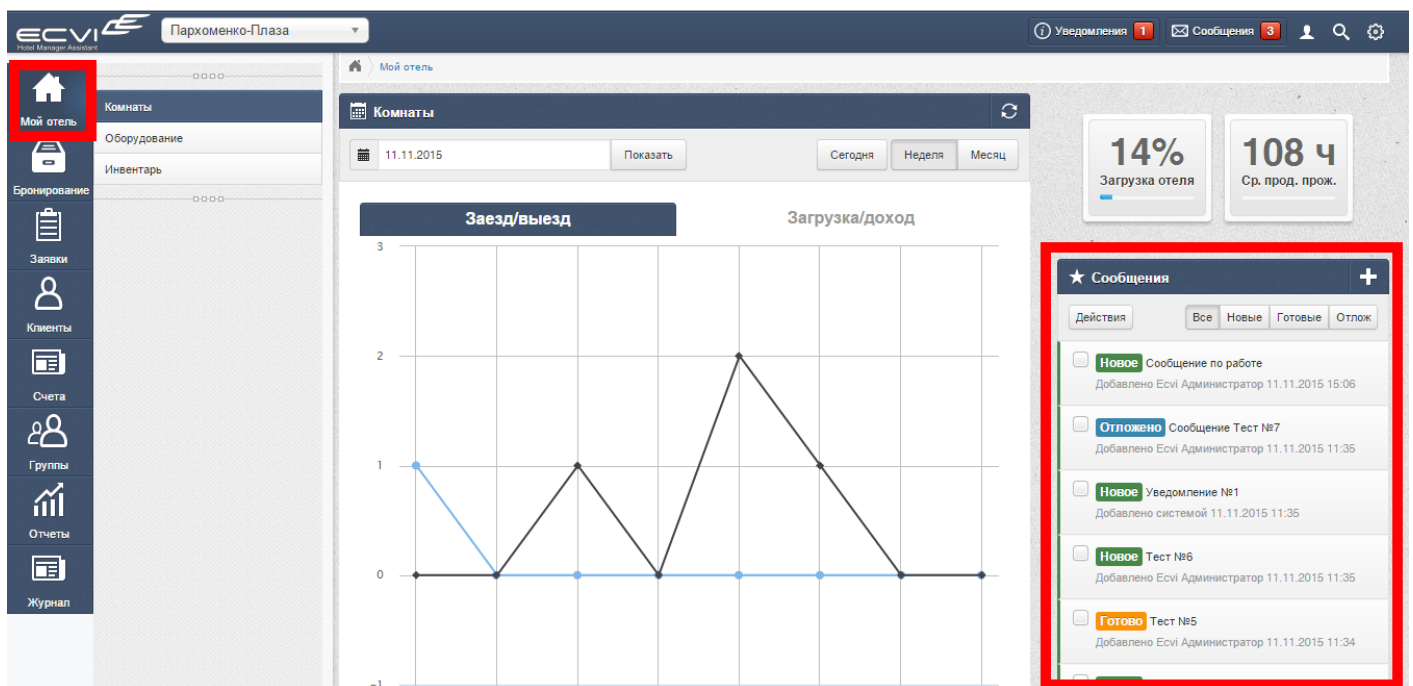 ECVI
Hotel Manager Assistant
Пархоменко-Плаза
Уведомления 1
Сообщения 3
Мой отель
Бронирование
Заявки
Клиенты
Счета
Группы
Отчеты
Журнал
Комнаты
Оборудование
Инвентарь
Мой отель
Комнаты
11.11.2015
Показать
Сегодня Неделя Месяц
Заезд/выезд
Загрузка/доход
3
2
1
0
-1
14%
Загрузка отеля
108 ч
Ср. прод. прож.
Сообщения
Действия
Все Новые Готовые Отлож
Новое Сообщение по работе
Добавлено Ecvi Администратор 11.11.2015 15:06
Отложено Сообщение Тест №7
Добавлено Ecvi Администратор 11.11.2015 11:35
Новое Уведомление №1
Добавлено системой 11.11.2015 11:35
Новое Тест №6
Добавлено Ecvi Администратор 11.11.2015 11:35
Готово Тест №5
Добавлено Ecvi Администратор 11.11.2015 11:34